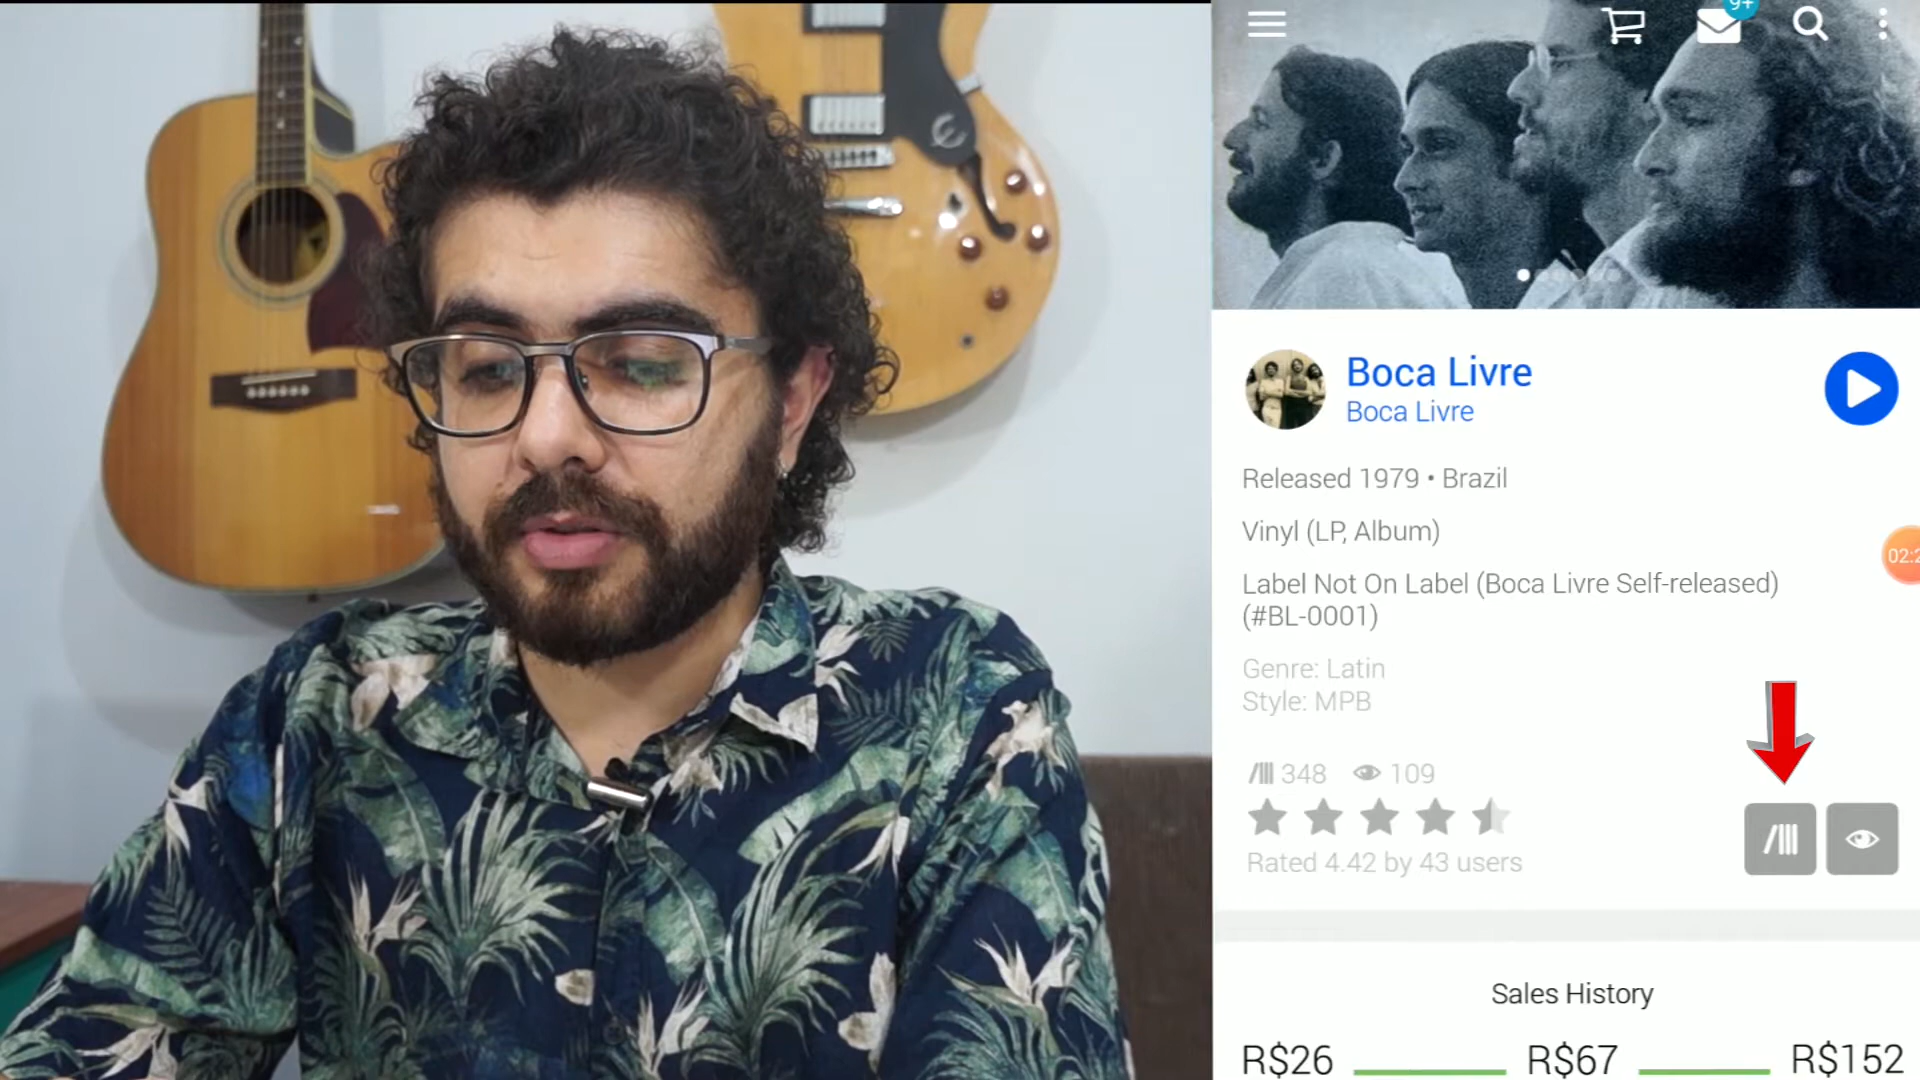 9+
Boca Livre
Boca Livre
Released 1979 • Brazil
Vinyl (LP, Album)
Label Not On Label (Boca Livre Self-released)
(#BL-0001)
Genre: Latin
Style: MPB
348 109
Rated 4.42 by 43 users
Sales History
R$26 R$67 R$152